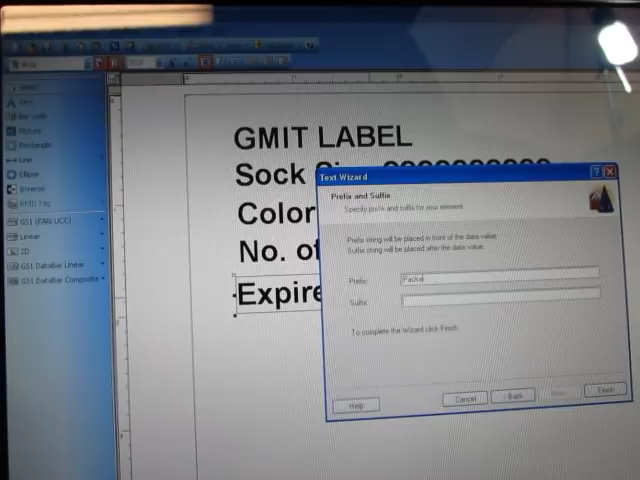 Arial
Select
Text
Bar code
Picture
Rectangle
Line
Ellipse
Inverse
RFID Tag
GS1 (EAN UCC)
Linear
2D
GS1 DataBar Linear
GS1 DataBar Composite
GMIT LABEL
Sock
Color
No. of
Expire
Text Wizard
Prefix and Suffix
Specify prefix and suffix for your element.
Prefix string will be placed in front of the data value.
Suffix string will be placed after the data value.
Prefix:
Suffix:
To complete the Wizard click Finish.
Help
Cancel
< Back
Finish